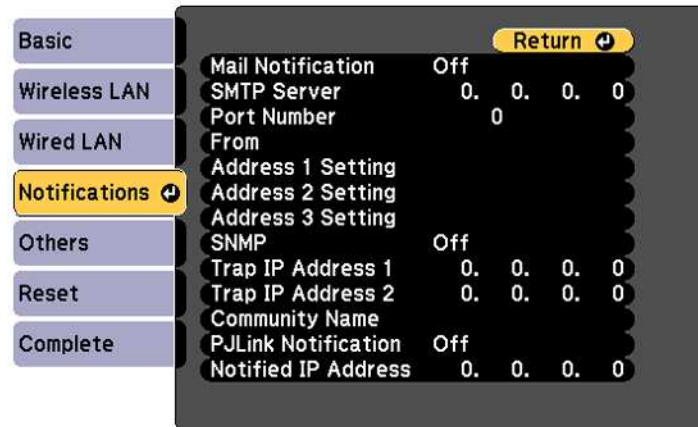 Basic
Wireless LAN
Wired LAN
Notifications
Others
Reset
Complete
Return
Mail Notification Off
SMTP Server 0. 0. 0. 0
Port Number 0
From
Address 1 Setting
Address 2 Setting
Address 3 Setting
SNMP Off
Trap IP Address 1 0. 0. 0. 0
Trap IP Address 2 0. 0. 0. 0
Community Name
PJLink Notification Off
Notified IP Address 0. 0. 0. 0